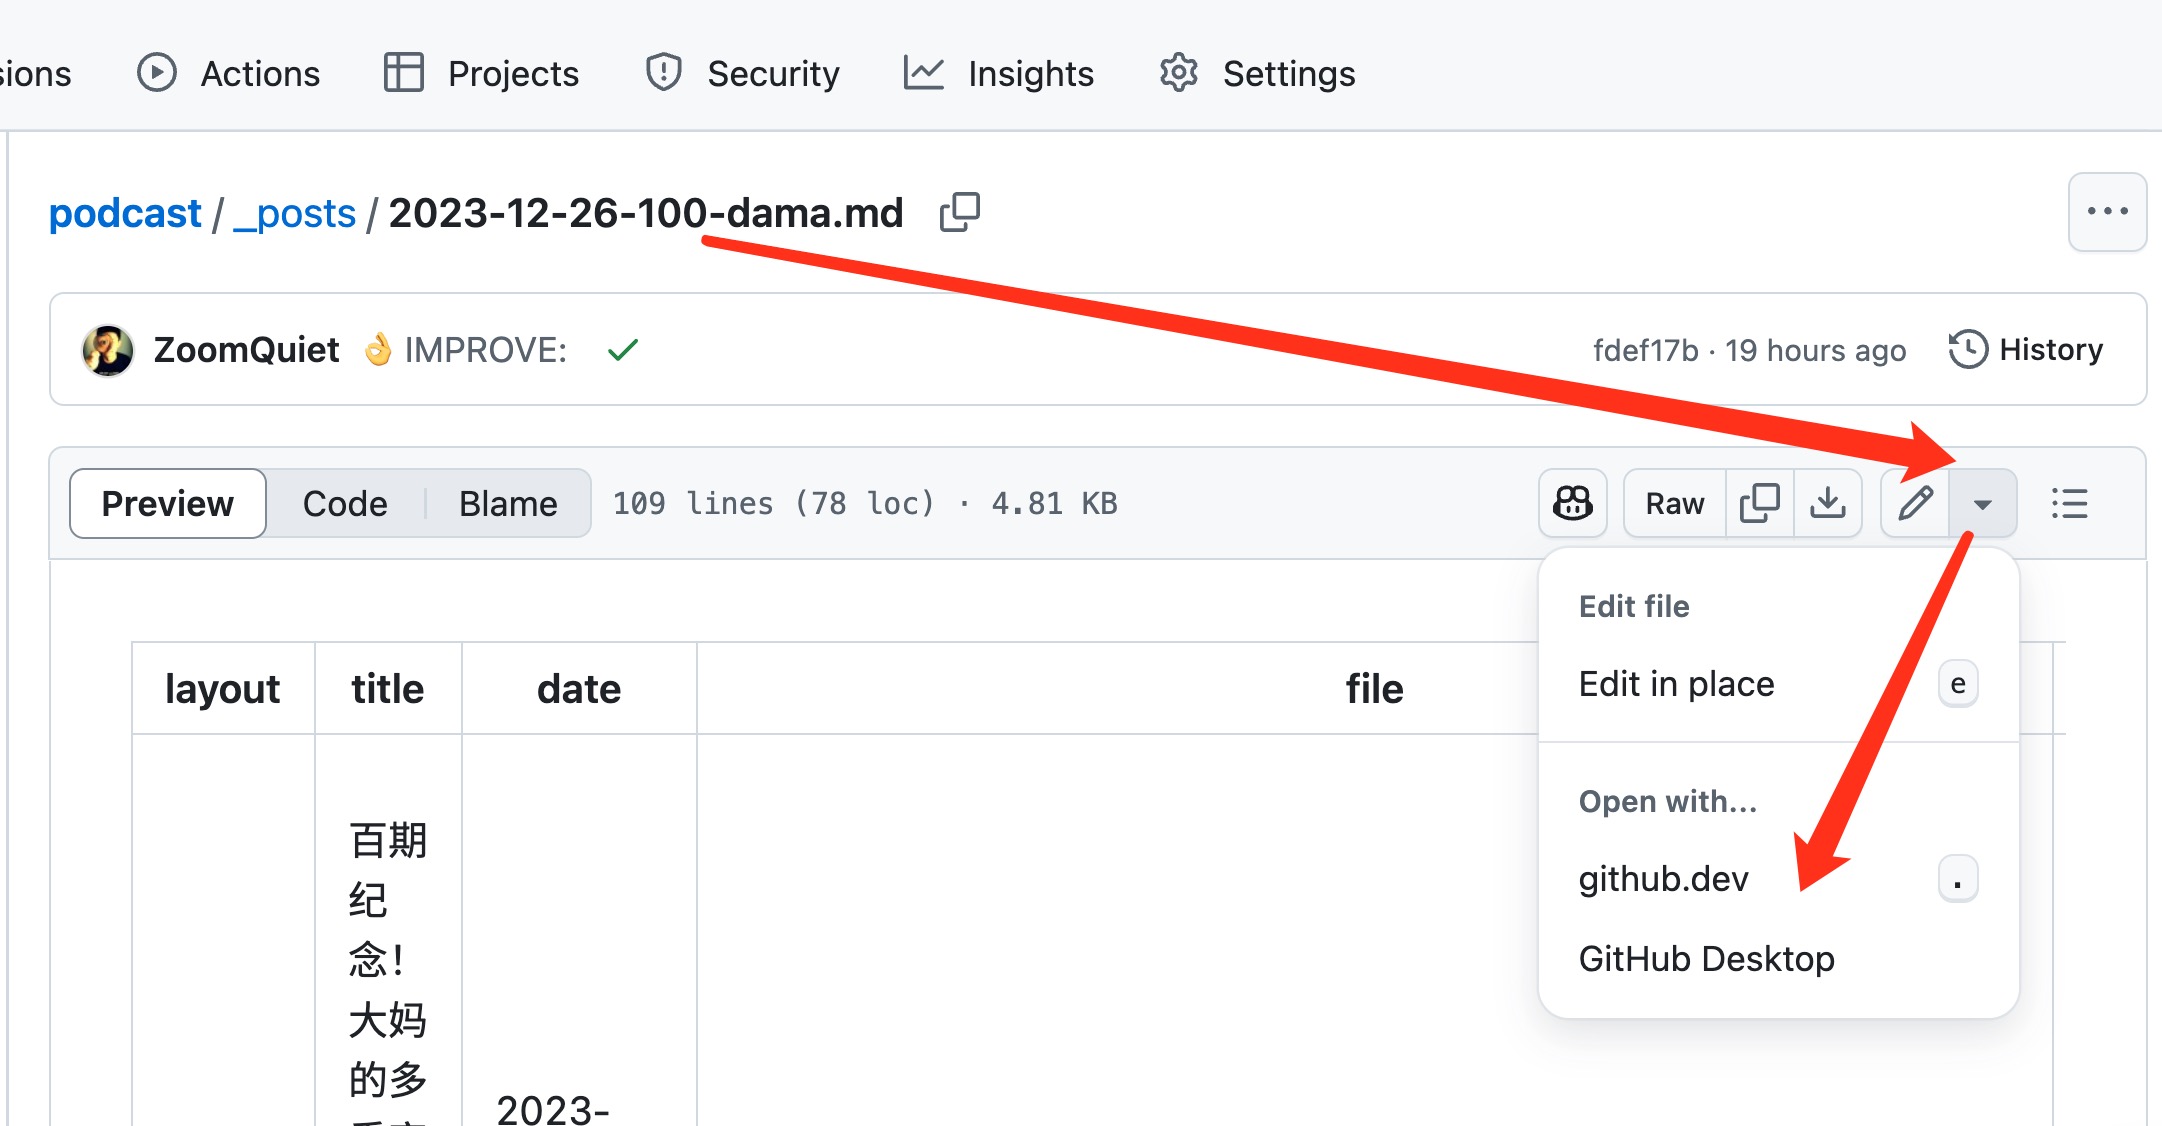 sions Actions Projects Security Insights Settings
podcast / _posts / 2023-12-26-100-dama.md
ZoomQuiet 👌 IMPROVE: fdef17b · 19 hours ago History
Preview Code Blame 109 lines (78 loc) · 4.81 KB Raw
Edit file
Edit in place e
Open with...
github.dev .
GitHub Desktop
layout title date file
百期
纪
念！
大妈
的多
2023-